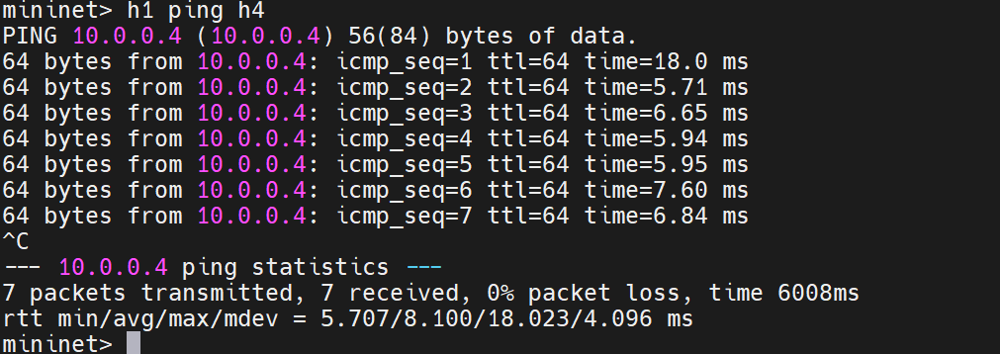 mininet> h1 ping h4
PING 10.0.0.4 (10.0.0.4) 56(84) bytes of data.
64 bytes from 10.0.0.4: icmp_seq=1 ttl=64 time=18.0 ms
64 bytes from 10.0.0.4: icmp_seq=2 ttl=64 time=5.71 ms
64 bytes from 10.0.0.4: icmp_seq=3 ttl=64 time=6.65 ms
64 bytes from 10.0.0.4: icmp_seq=4 ttl=64 time=5.94 ms
64 bytes from 10.0.0.4: icmp_seq=5 ttl=64 time=5.95 ms
64 bytes from 10.0.0.4: icmp_seq=6 ttl=64 time=7.60 ms
64 bytes from 10.0.0.4: icmp_seq=7 ttl=64 time=6.84 ms
^C
--- 10.0.0.4 ping statistics ---
7 packets transmitted, 7 received, 0% packet loss, time 6008ms
rtt min/avg/max/mdev = 5.707/8.100/18.023/4.096 ms
mininet>